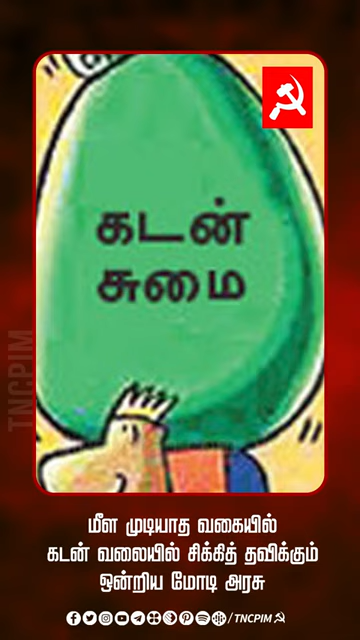 கடன்
சுமை
TNCPIM
மீள முடியாத வகையில்
கடன் வலையில் சிக்கித் தவிக்கும்
ஒன்றிய மோடி அரசு
/TNCPIM